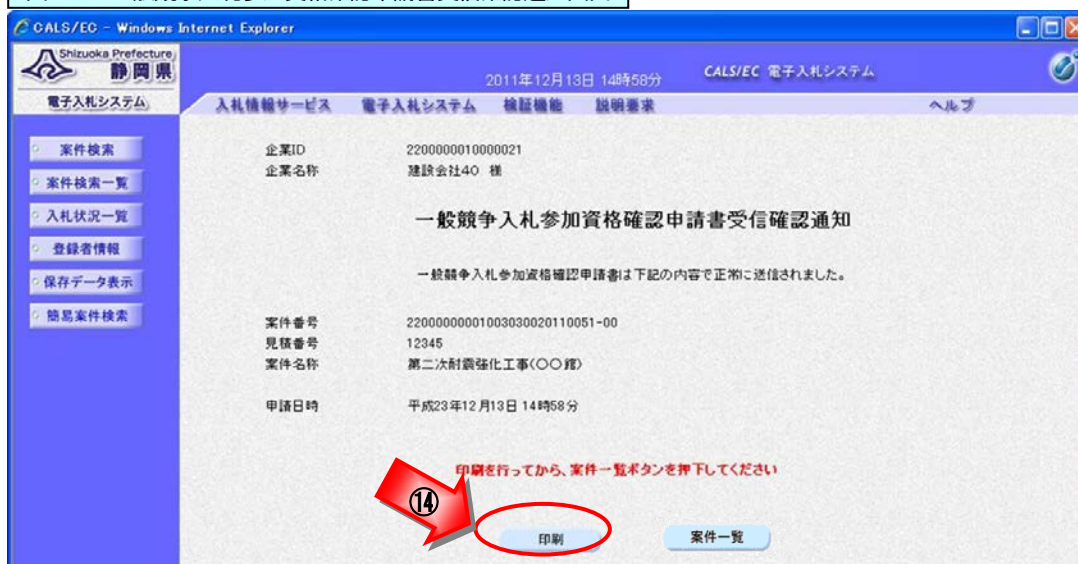 CALS/EC - Windows Internet Explorer
Shizuoka Prefecture
静岡県
電子入札システム
2011年12月13日 14時58分
CALS/EC 電子入札システム
入札情報サービス 電子入札システム 検証機能 説明要求 ヘルプ
案件検索
案件検索一覧
入札状況一覧
登録者情報
保存データ表示
簡易案件検索
企業ID 2200000010000021
企業名称 建設会社40 様
一般競争入札参加資格確認申請書受信確認通知
一般競争入札参加資格確認申請書は下記の内容で正常に送信されました。
案件番号 22000000001003030020110051-00
見積番号 12345
案件名称 第二次耐震強化工事(〇〇館)
申請日時 平成23年12月13日 14時58分
印刷を行ってから、案件一覧ボタンを押下してください
⑭
印刷 案件一覧